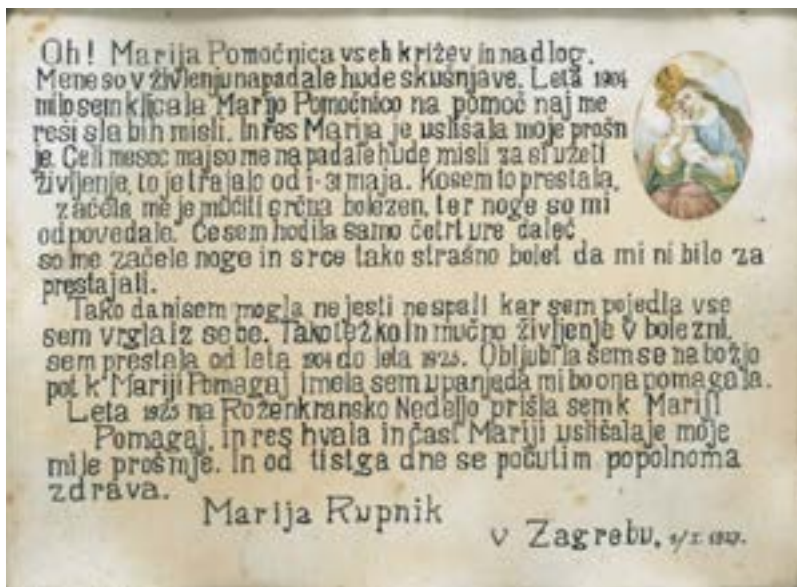 Oh! Marija Pomočnica vseh križev in nadlog.
Mene so v življenju napadale hude skušnjave. Leta 1904
milo sem klicala Marijo Pomočnico na pomoč naj me
reši slabih misli. In res Marija je uslišala moje prošn
je. Celi mesec maj so me napadale hude misli za si uzeti
življenje, to je trajalo od 1-31 maja. Ko sem to prestala,
začela me je mučiti srčna bolezen, ter noge so mi
odpovedale. Če sem hodila samo četrt ure daleč
so me začele noge in srce tako strašno bolet da mi ni bilo za
prestajati.
Tako da nisem mogla ne jesti ne spati kar sem pojedla vse
sem vrgla iz sebe. Tako težko in mučno življenje v bolezni,
sem prestala od leta 1904 do leta 1925. Obljubila sem se na božjo
pot k Mariji Pomagaj imela sem upanje da mi bo ona pomagala.
Leta 1925 na Roženkransko Nedeljo prišla sem k Mariji
Pomagaj, in res hvala in čast Mariji uslišala je moje
mile prošnje. In od tistga dne se počutim popolnoma
zdrava.
Marija Rupnik
v Zagrebu,